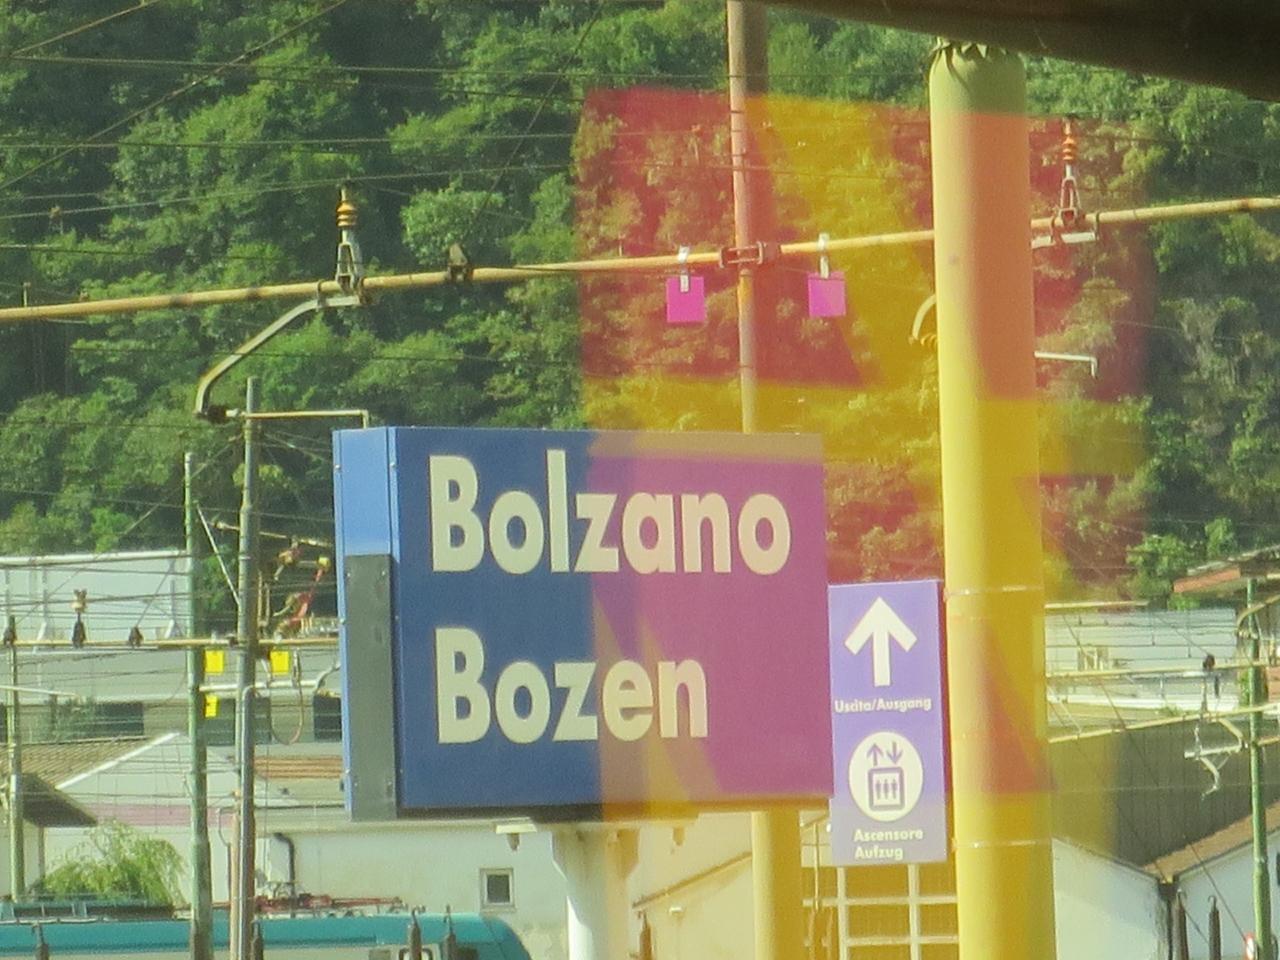 Bolzano
Bozen
Uscita/Ausgang
Ascensore
Aufzug